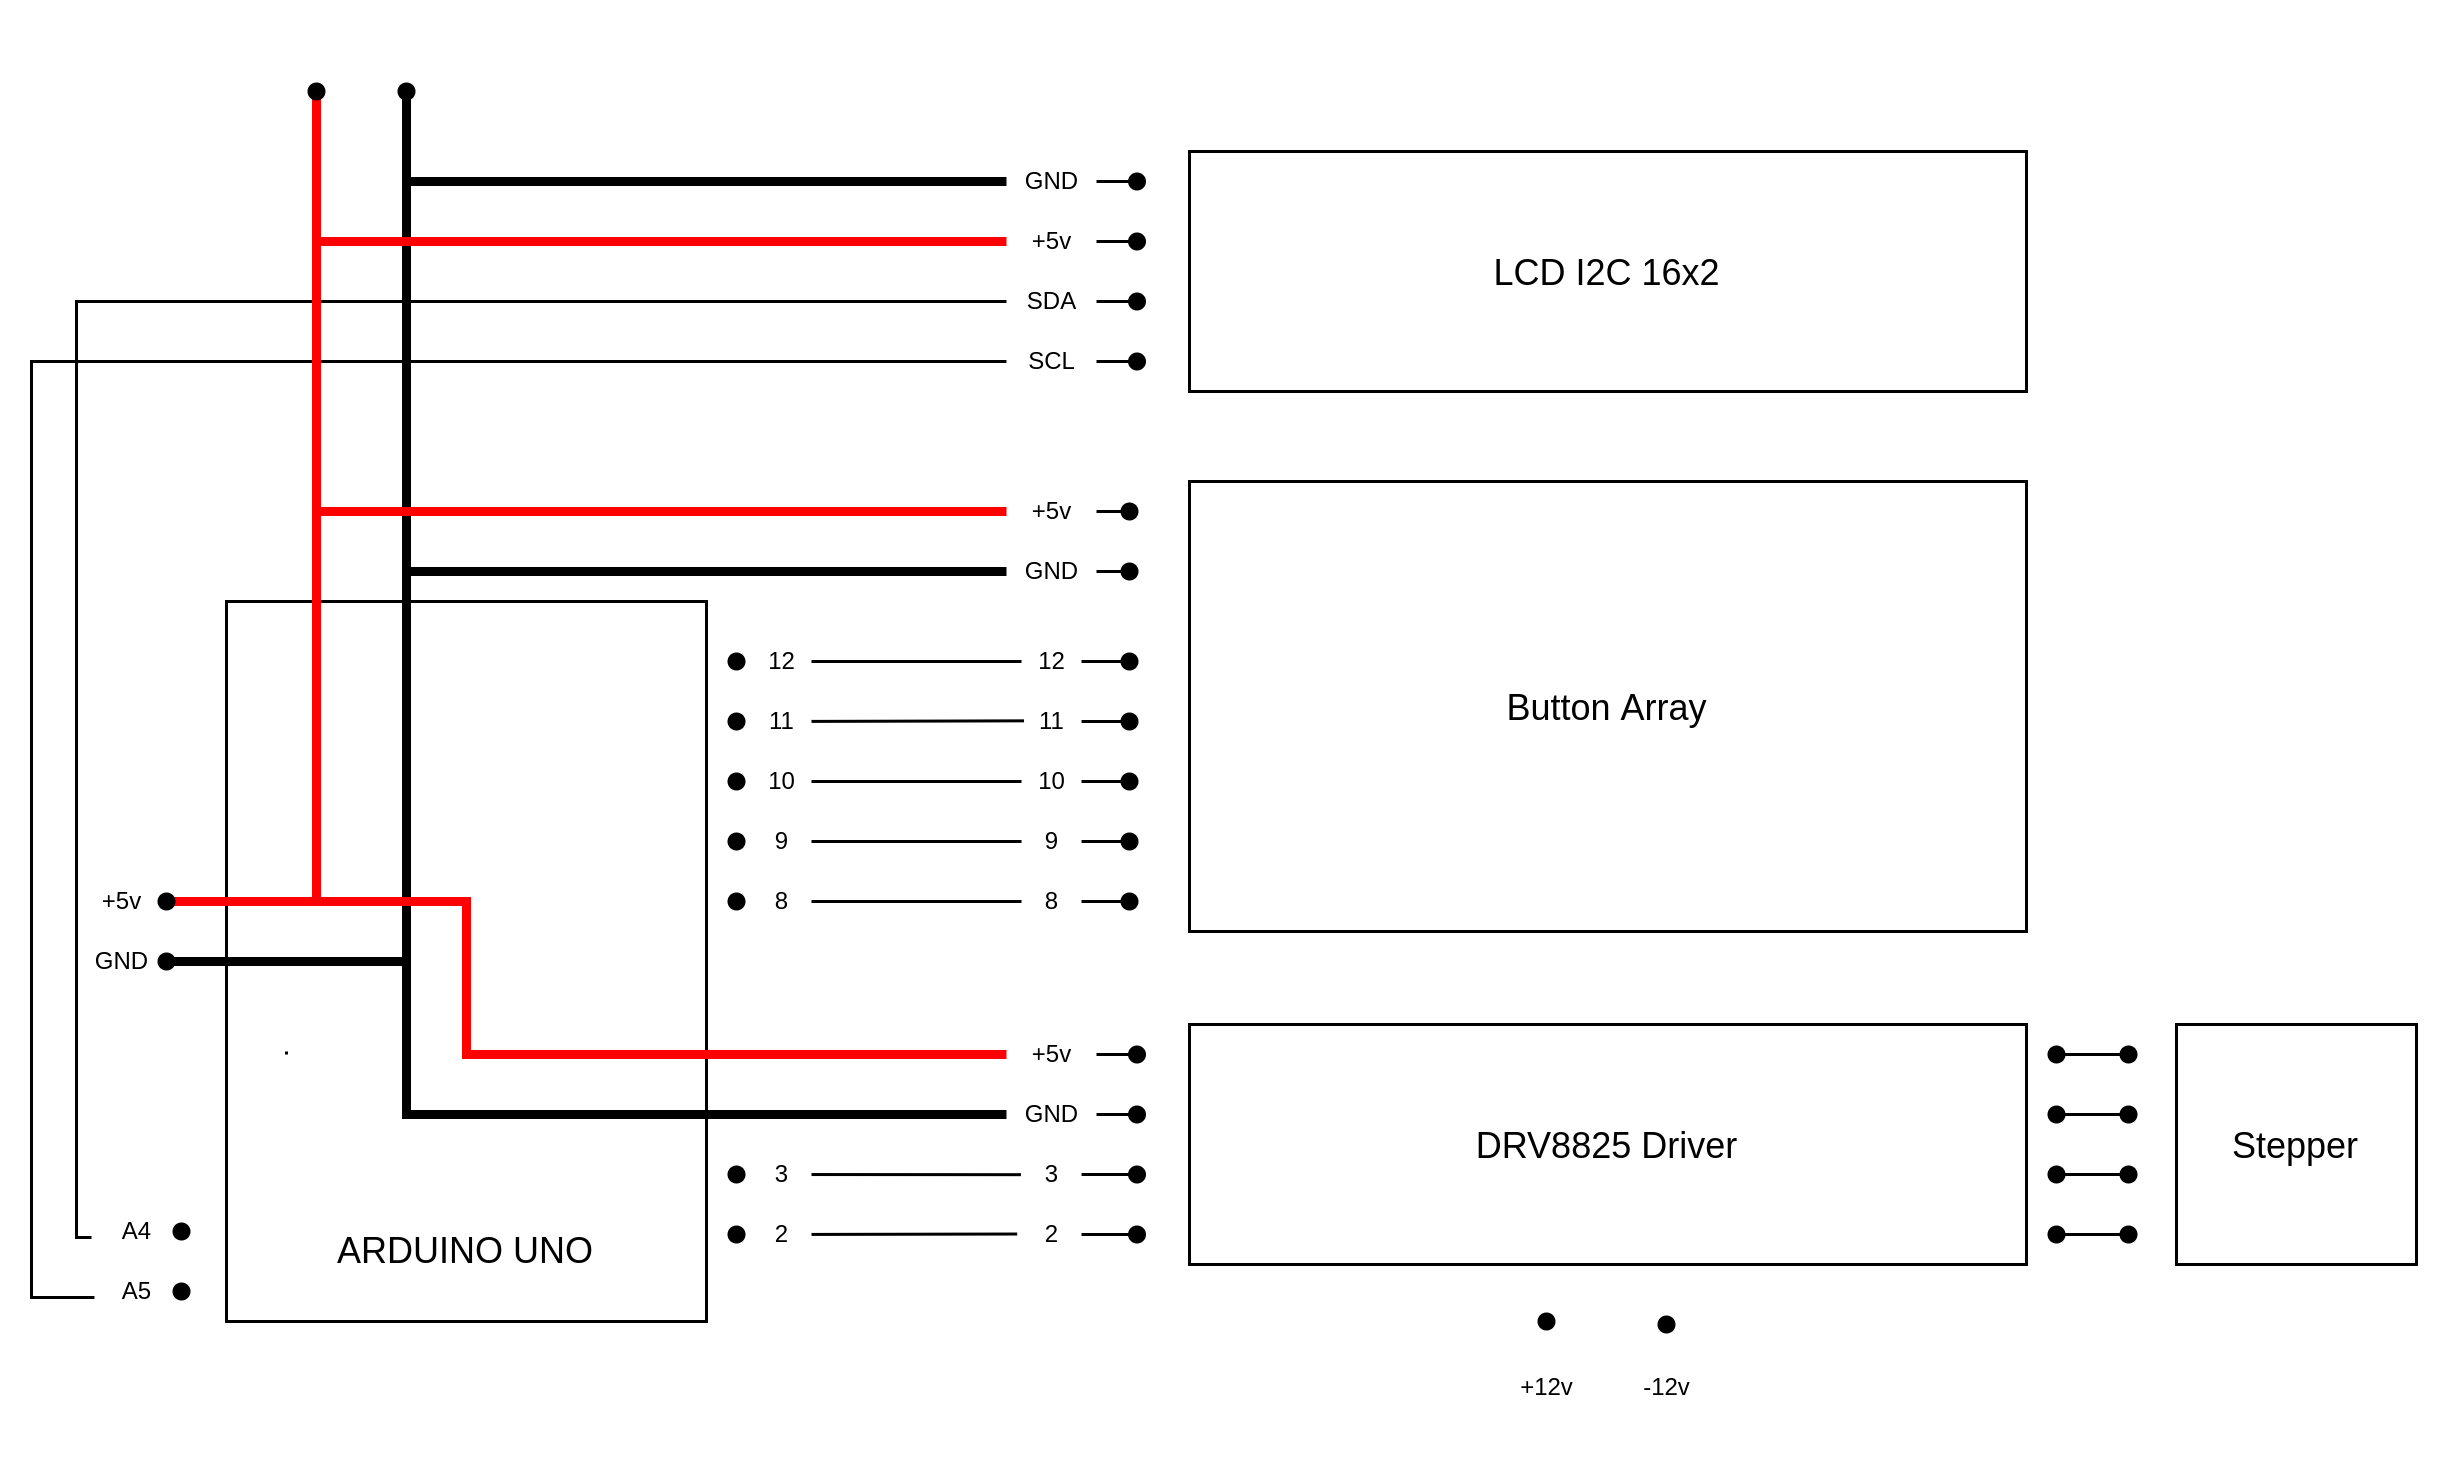 GND
+5v
SDA
SCL
LCD I2C 16x2
+5v
GND
12 12
11 11
10 10
9 9
8 8
Button Array
+5v
GND
+5v
GND
3 3
2 2
DRV8825 Driver
Stepper
A4
A5
ARDUINO UNO
+12v -12v